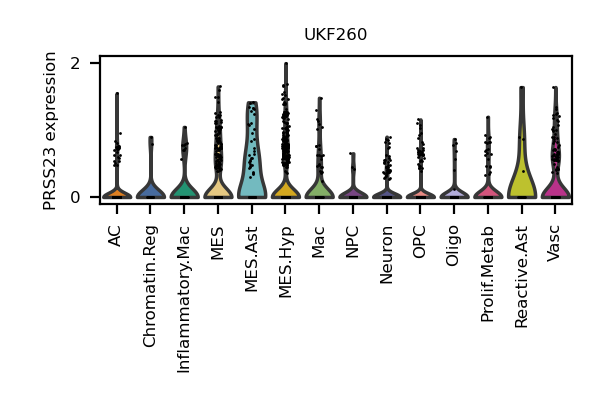 UKF260
PRSS23 expression
2
0
AC
Chromatin.Reg
Inflammatory.Mac
MES
MES.Ast
MES.Hyp
Mac
NPC
Neuron
OPC
Oligo
Prolif.Metab
Reactive.Ast
Vasc